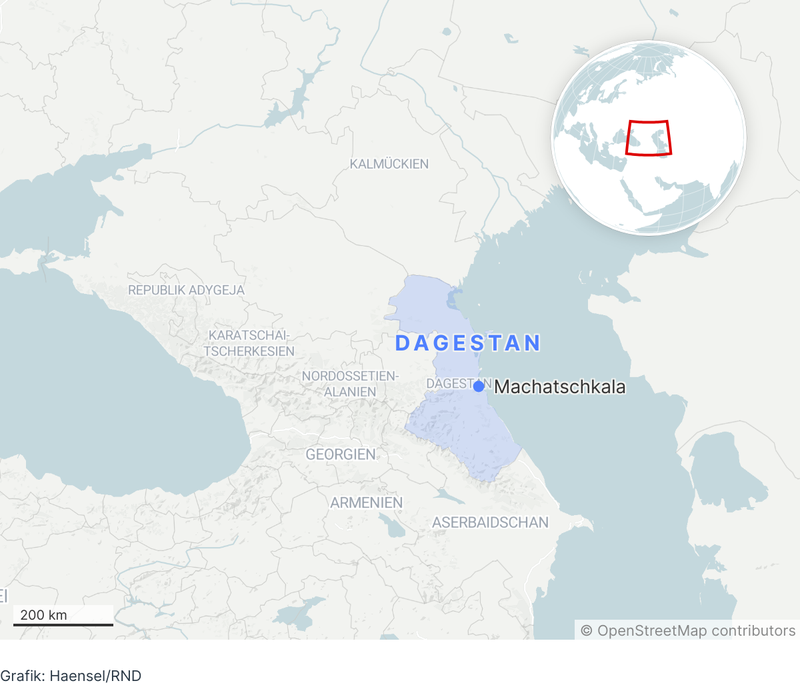 KALMÜCKIEN
REPUBLIK ADYGEJA
KARATSCHAI-
TSCHERKESIEN
DAGESTAN
NORDOSSETIEN-
ALANIEN
DAGESTAN
Machatschkala
GEORGIEN
ARMENIEN
ASERBAIDSCHAN
EI
200 km
© OpenStreetMap contributors
Grafik: Haensel/RND